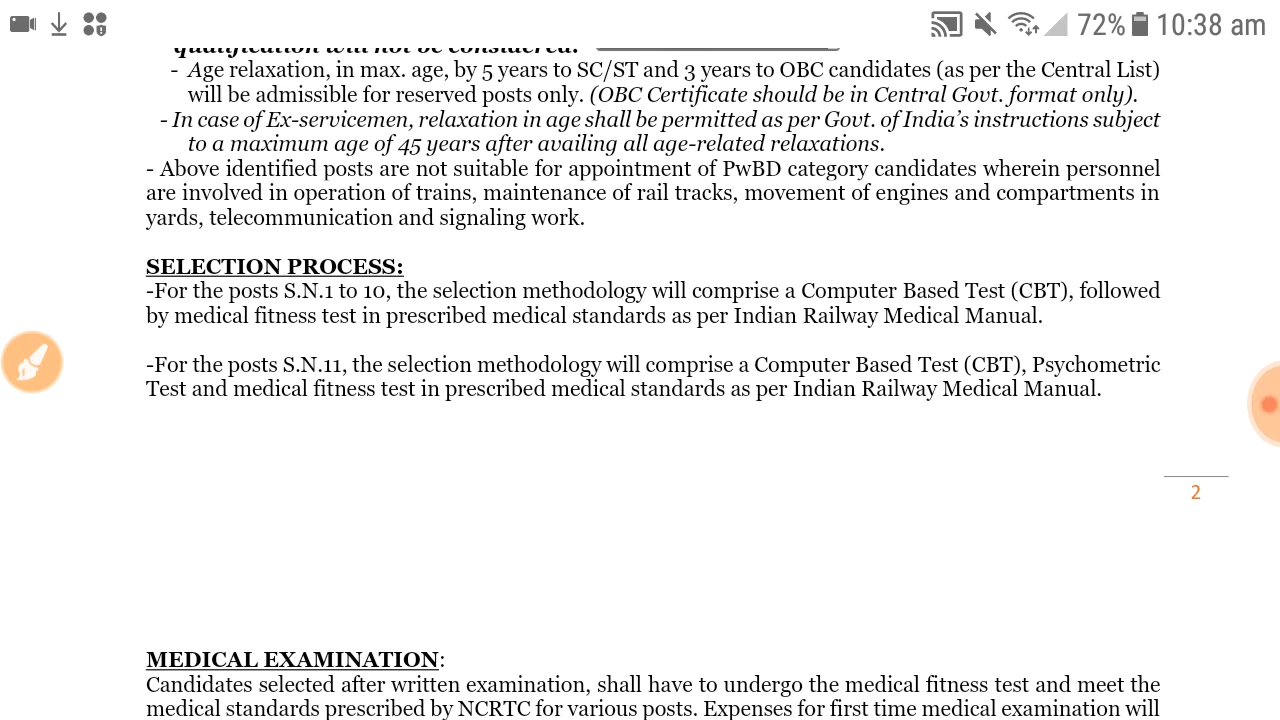 72% 10:38 am
qualification will not be considered.
- Age relaxation, in max. age, by 5 years to SC/ST and 3 years to OBC candidates (as per the Central List)
will be admissible for reserved posts only. (OBC Certificate should be in Central Govt. format only).
- In case of Ex-servicemen, relaxation in age shall be permitted as per Govt. of India's instructions subject
to a maximum age of 45 years after availing all age-related relaxations.
- Above identified posts are not suitable for appointment of PwBD category candidates wherein personnel
are involved in operation of trains, maintenance of rail tracks, movement of engines and compartments in
yards, telecommunication and signaling work.
SELECTION PROCESS:
-For the posts S.N.1 to 10, the selection methodology will comprise a Computer Based Test (CBT), followed
by medical fitness test in prescribed medical standards as per Indian Railway Medical Manual.
-For the posts S.N.11, the selection methodology will comprise a Computer Based Test (CBT), Psychometric
Test and medical fitness test in prescribed medical standards as per Indian Railway Medical Manual.
2
MEDICAL EXAMINATION:
Candidates selected after written examination, shall have to undergo the medical fitness test and meet the
medical standards prescribed by NCRTC for various posts. Expenses for first time medical examination will